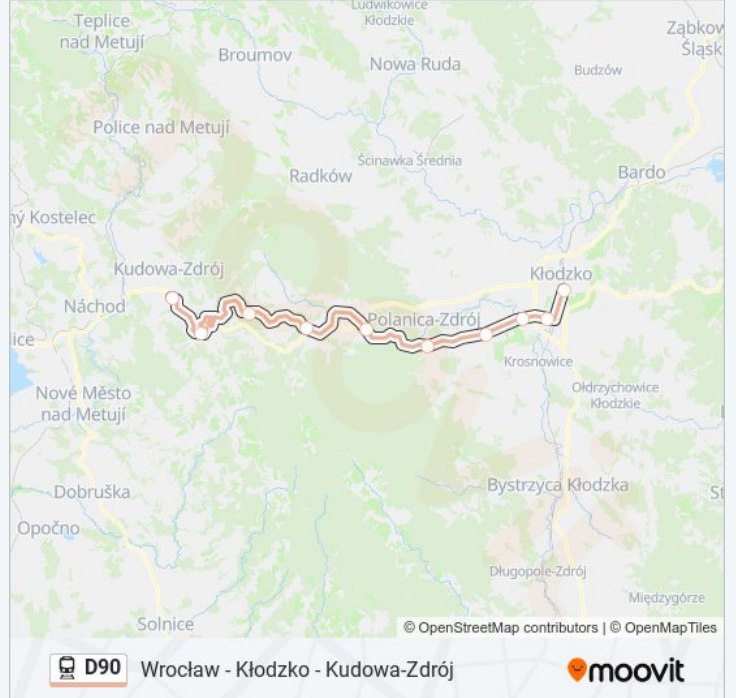 Ludwikowice
Kłodzkie
Teplice
nad Metují
Ząbkow
Śląsk
Broumov
Nowa Ruda
Budzów
Police nad Metují
Ścinawka Średnia
Radków
Bardo
ný Kostelec
Kudowa-Zdrój
Kłodzko
Náchod
Polanica-Zdrój
lice
Krosnowice
Nové Město
nad Metují
Ołdrzychowice
Kłodzkie
Dobruška
Bystrzyca Kłodzka
St
Opočno
Długopole-Zdrój
Międzygórze
Solnice
© OpenStreetMap contributors | © OpenMapTiles
D90 Wrocław - Kłodzko - Kudowa-Zdrój
moovit